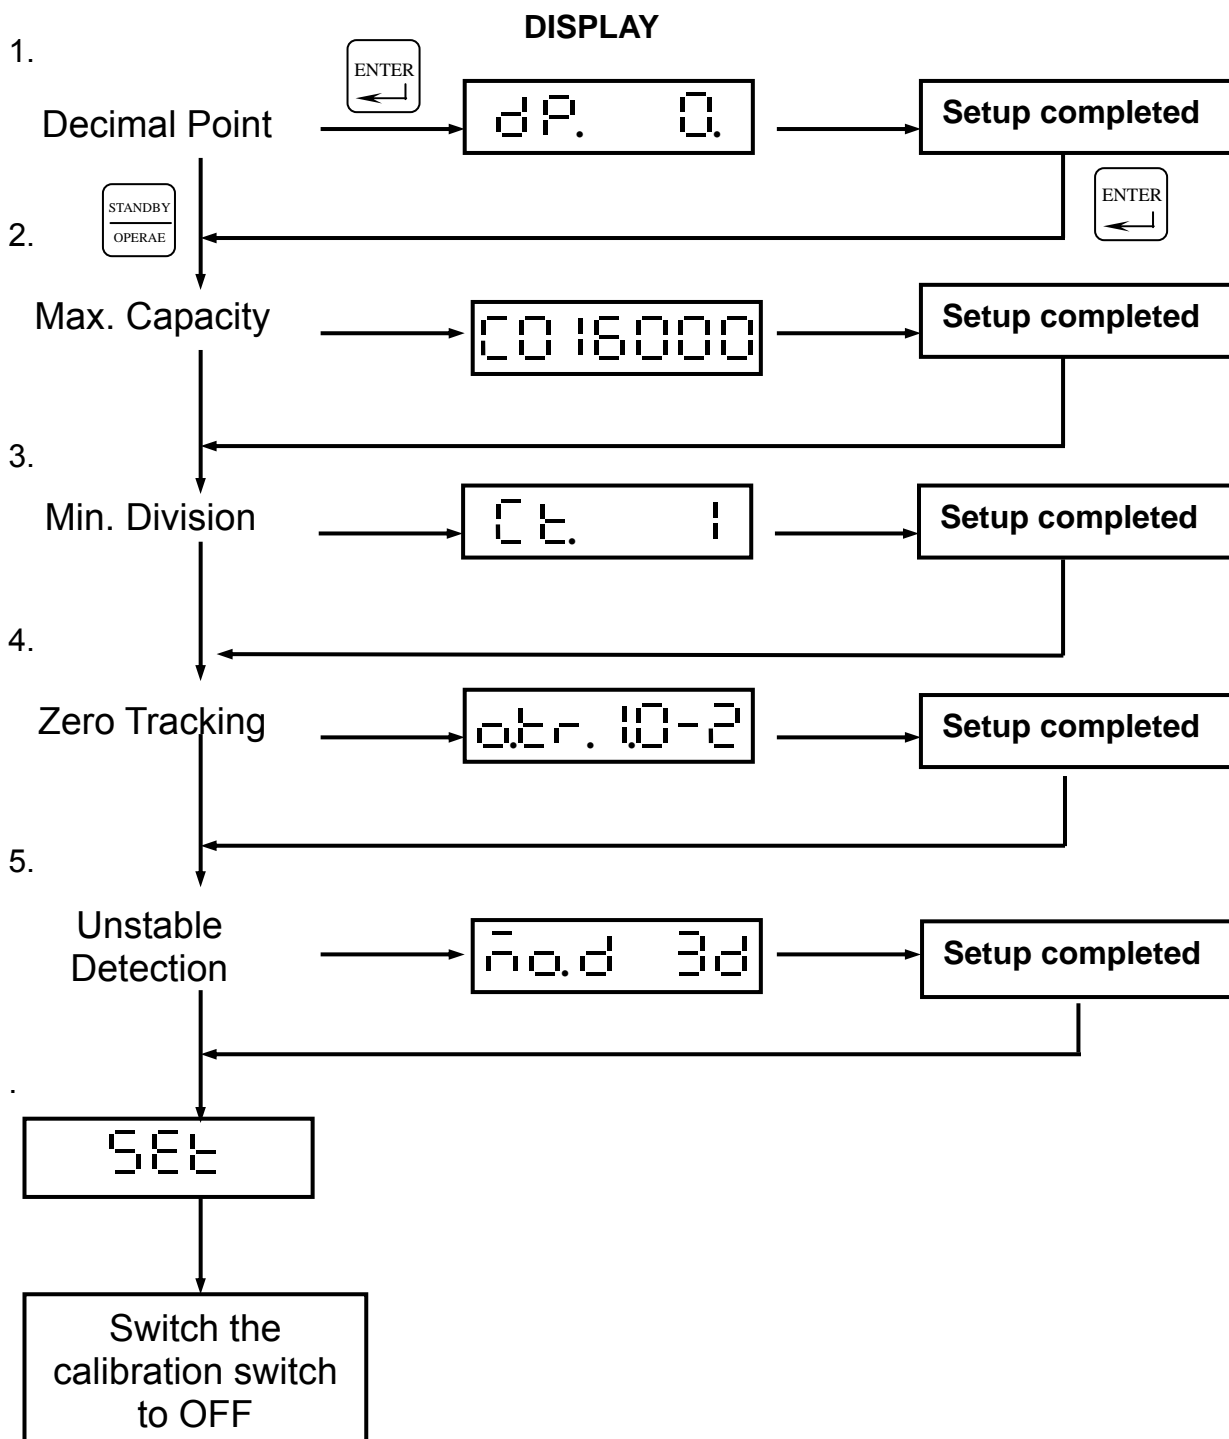 DISPLAY
1.
ENTER
Decimal Point
dP. 0.
Setup completed
STANDBY
OPERAE
ENTER
2.
Max. Capacity
C016000
Setup completed
3.
Min. Division
Ct. 1
Setup completed
4.
Zero Tracking
o.tr. 1.0-2
Setup completed
5.
Unstable
Detection
n̄o.d 3d
Setup completed
.
SEt
Switch the
calibration switch
to OFF